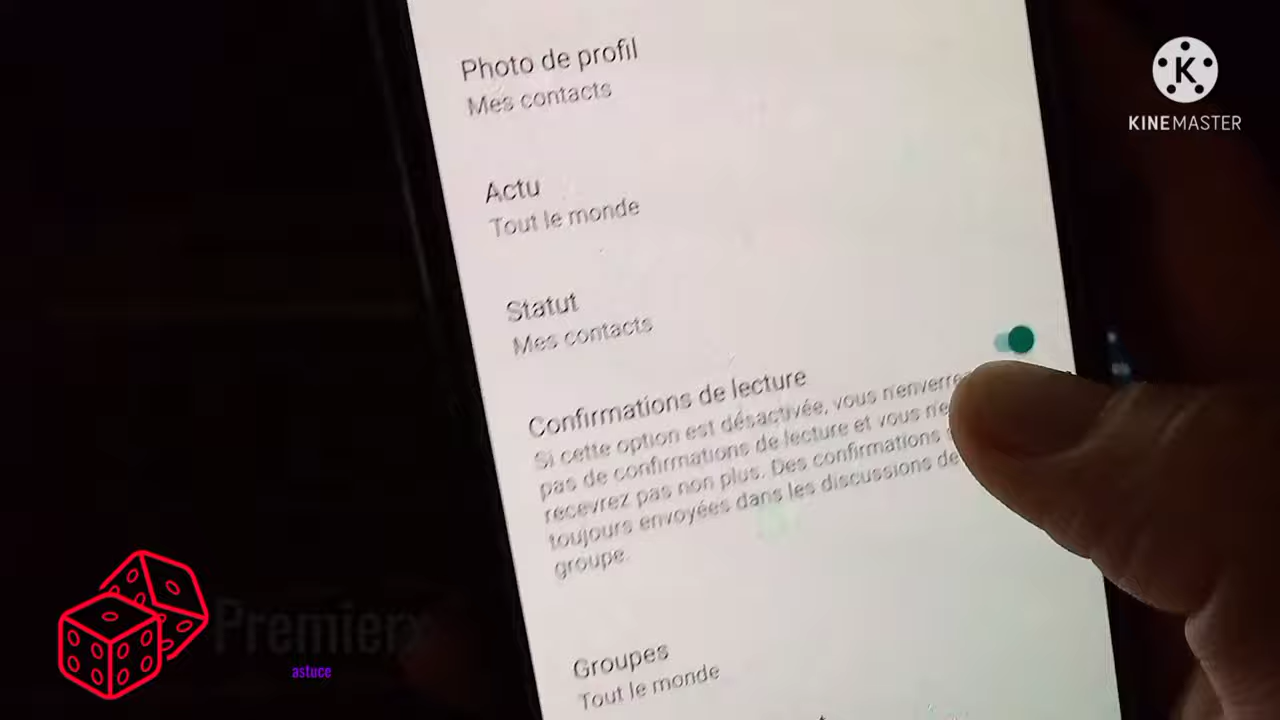 Photo de profil
Mes contacts
KINEMASTER
Actu
Tout le monde
Statut
Mes contacts
Confirmations de lecture
Si cette option est désactivée, vous n'enverrez
pas de confirmations de lecture et vous n'e
recevrez pas non plus. Des confirmations
toujours envoyées dans les discussions de
groupe.
Premier
astuce
Groupes
Tout le monde